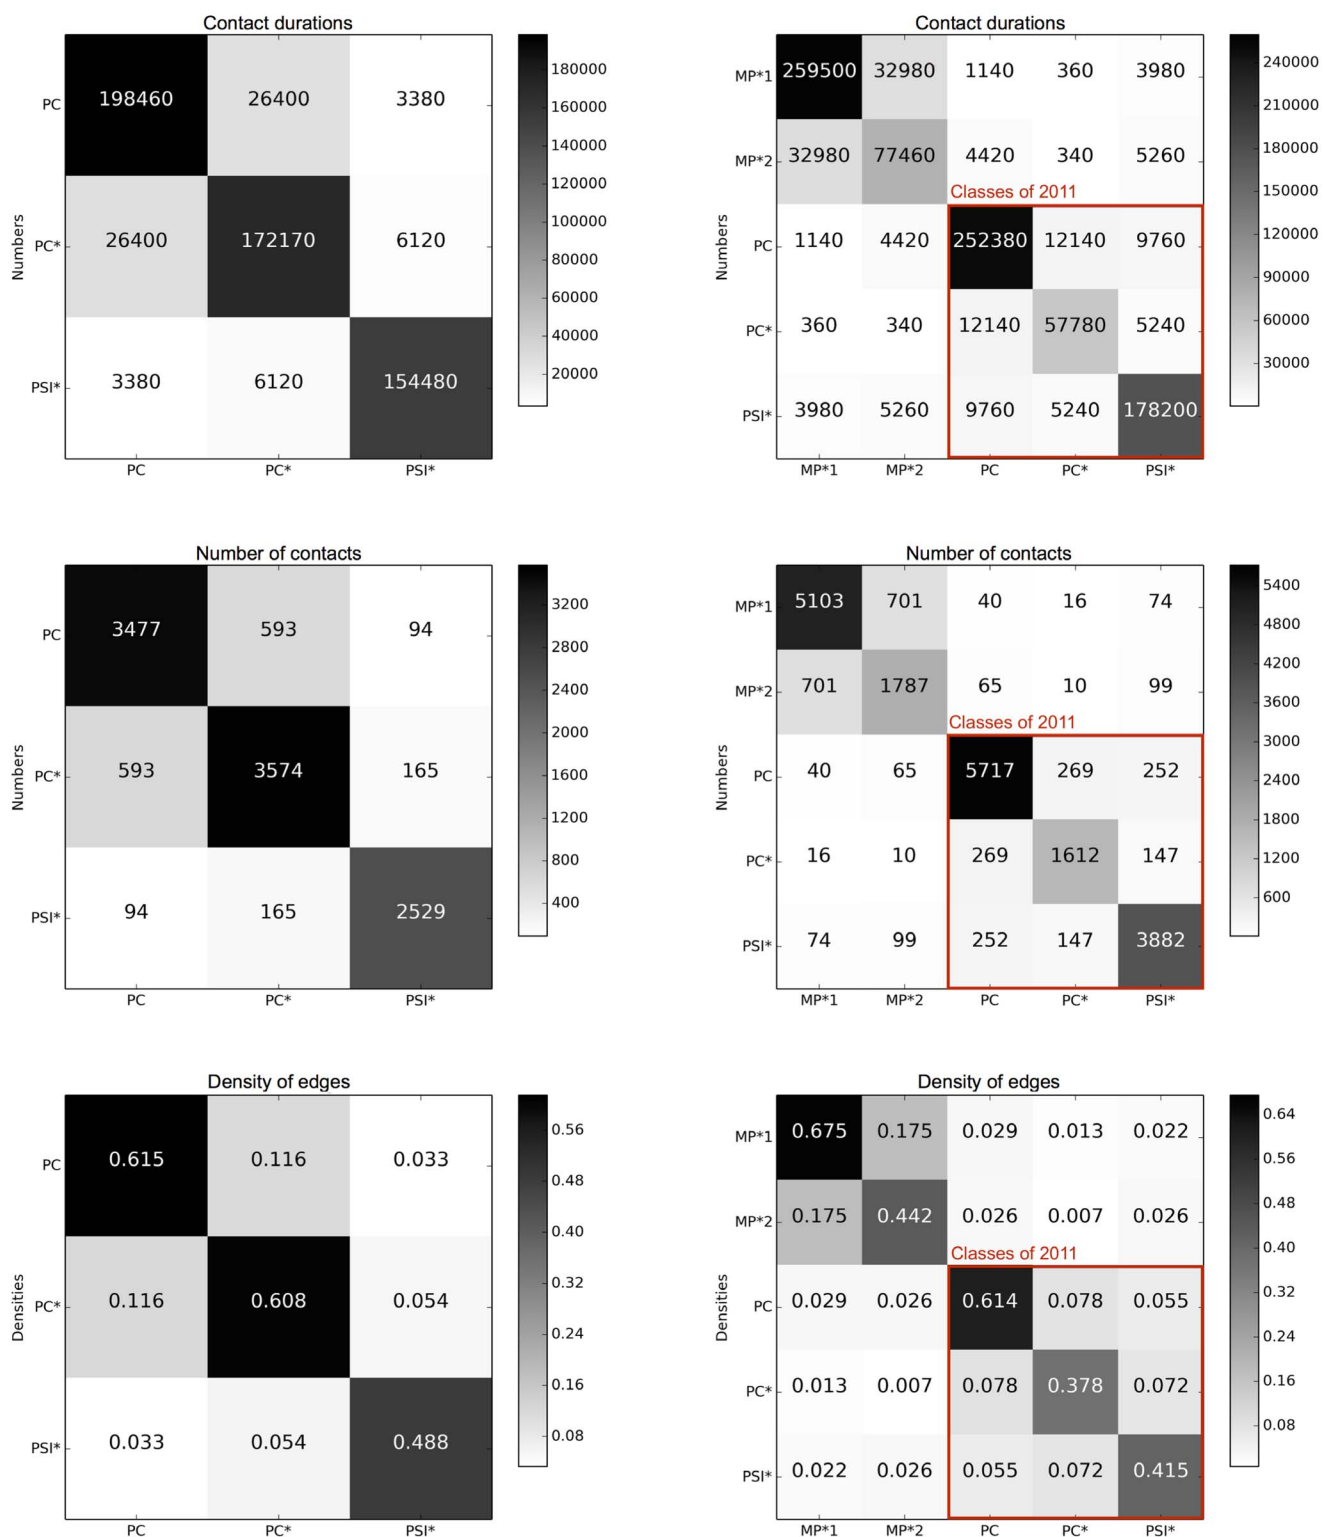 Contact durations
PC 198460 26400 3380
PC* 26400 172170 6120
PSI* 3380 6120 154480
PC PC* PSI*
Numbers
180000
160000
140000
120000
100000
80000
60000
40000
20000
Contact durations
MP*1 259500 32980 1140 360 3980
MP*2 32980 77460 4420 340 5260
Classes of 2011
PC 1140 4420 252380 12140 9760
PC* 360 340 12140 57780 5240
PSI* 3980 5260 9760 5240 178200
MP*1 MP*2 PC PC* PSI*
Numbers
240000
210000
180000
150000
120000
90000
60000
30000
Number of contacts
PC 3477 593 94
PC* 593 3574 165
PSI* 94 165 2529
PC PC* PSI*
Numbers
3200
2800
2400
2000
1600
1200
800
400
Number of contacts
MP*1 5103 701 40 16 74
MP*2 701 1787 65 10 99
Classes of 2011
PC 40 65 5717 269 252
PC* 16 10 269 1612 147
PSI* 74 99 252 147 3882
MP*1 MP*2 PC PC* PSI*
Numbers
5400
4800
4200
3600
3000
2400
1800
1200
600
Density of edges
PC 0.615 0.116 0.033
PC* 0.116 0.608 0.054
PSI* 0.033 0.054 0.488
PC PC* PSI*
Densities
0.56
0.48
0.40
0.32
0.24
0.16
0.08
Density of edges
MP*1 0.675 0.175 0.029 0.013 0.022
MP*2 0.175 0.442 0.026 0.007 0.026
Classes of 2011
PC 0.029 0.026 0.614 0.078 0.055
PC* 0.013 0.007 0.078 0.378 0.072
PSI* 0.022 0.026 0.055 0.072 0.415
MP*1 MP*2 PC PC* PSI*
Densities
0.64
0.56
0.48
0.40
0.32
0.24
0.16
0.08